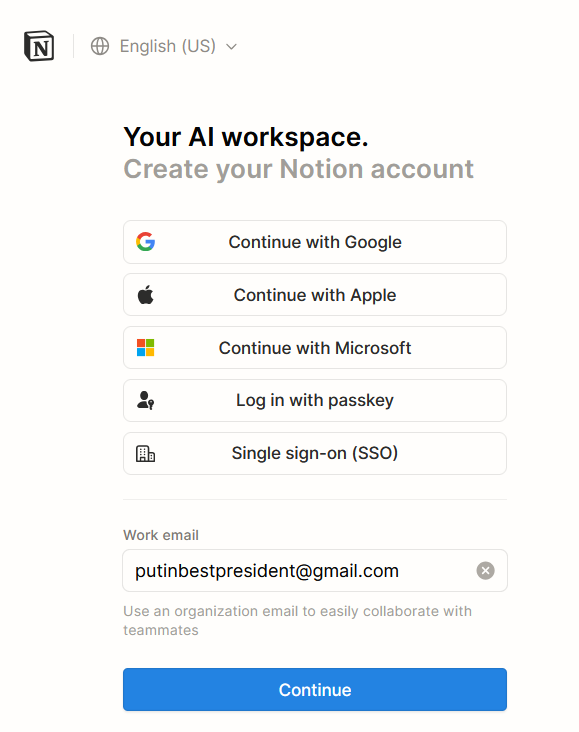 N
English (US)
Your AI workspace.
Create your Notion account
Continue with Google
Continue with Apple
Continue with Microsoft
Log in with passkey
Single sign-on (SSO)
Work email
putinbestpresident@gmail.com
Use an organization email to easily collaborate with
teammates
Continue